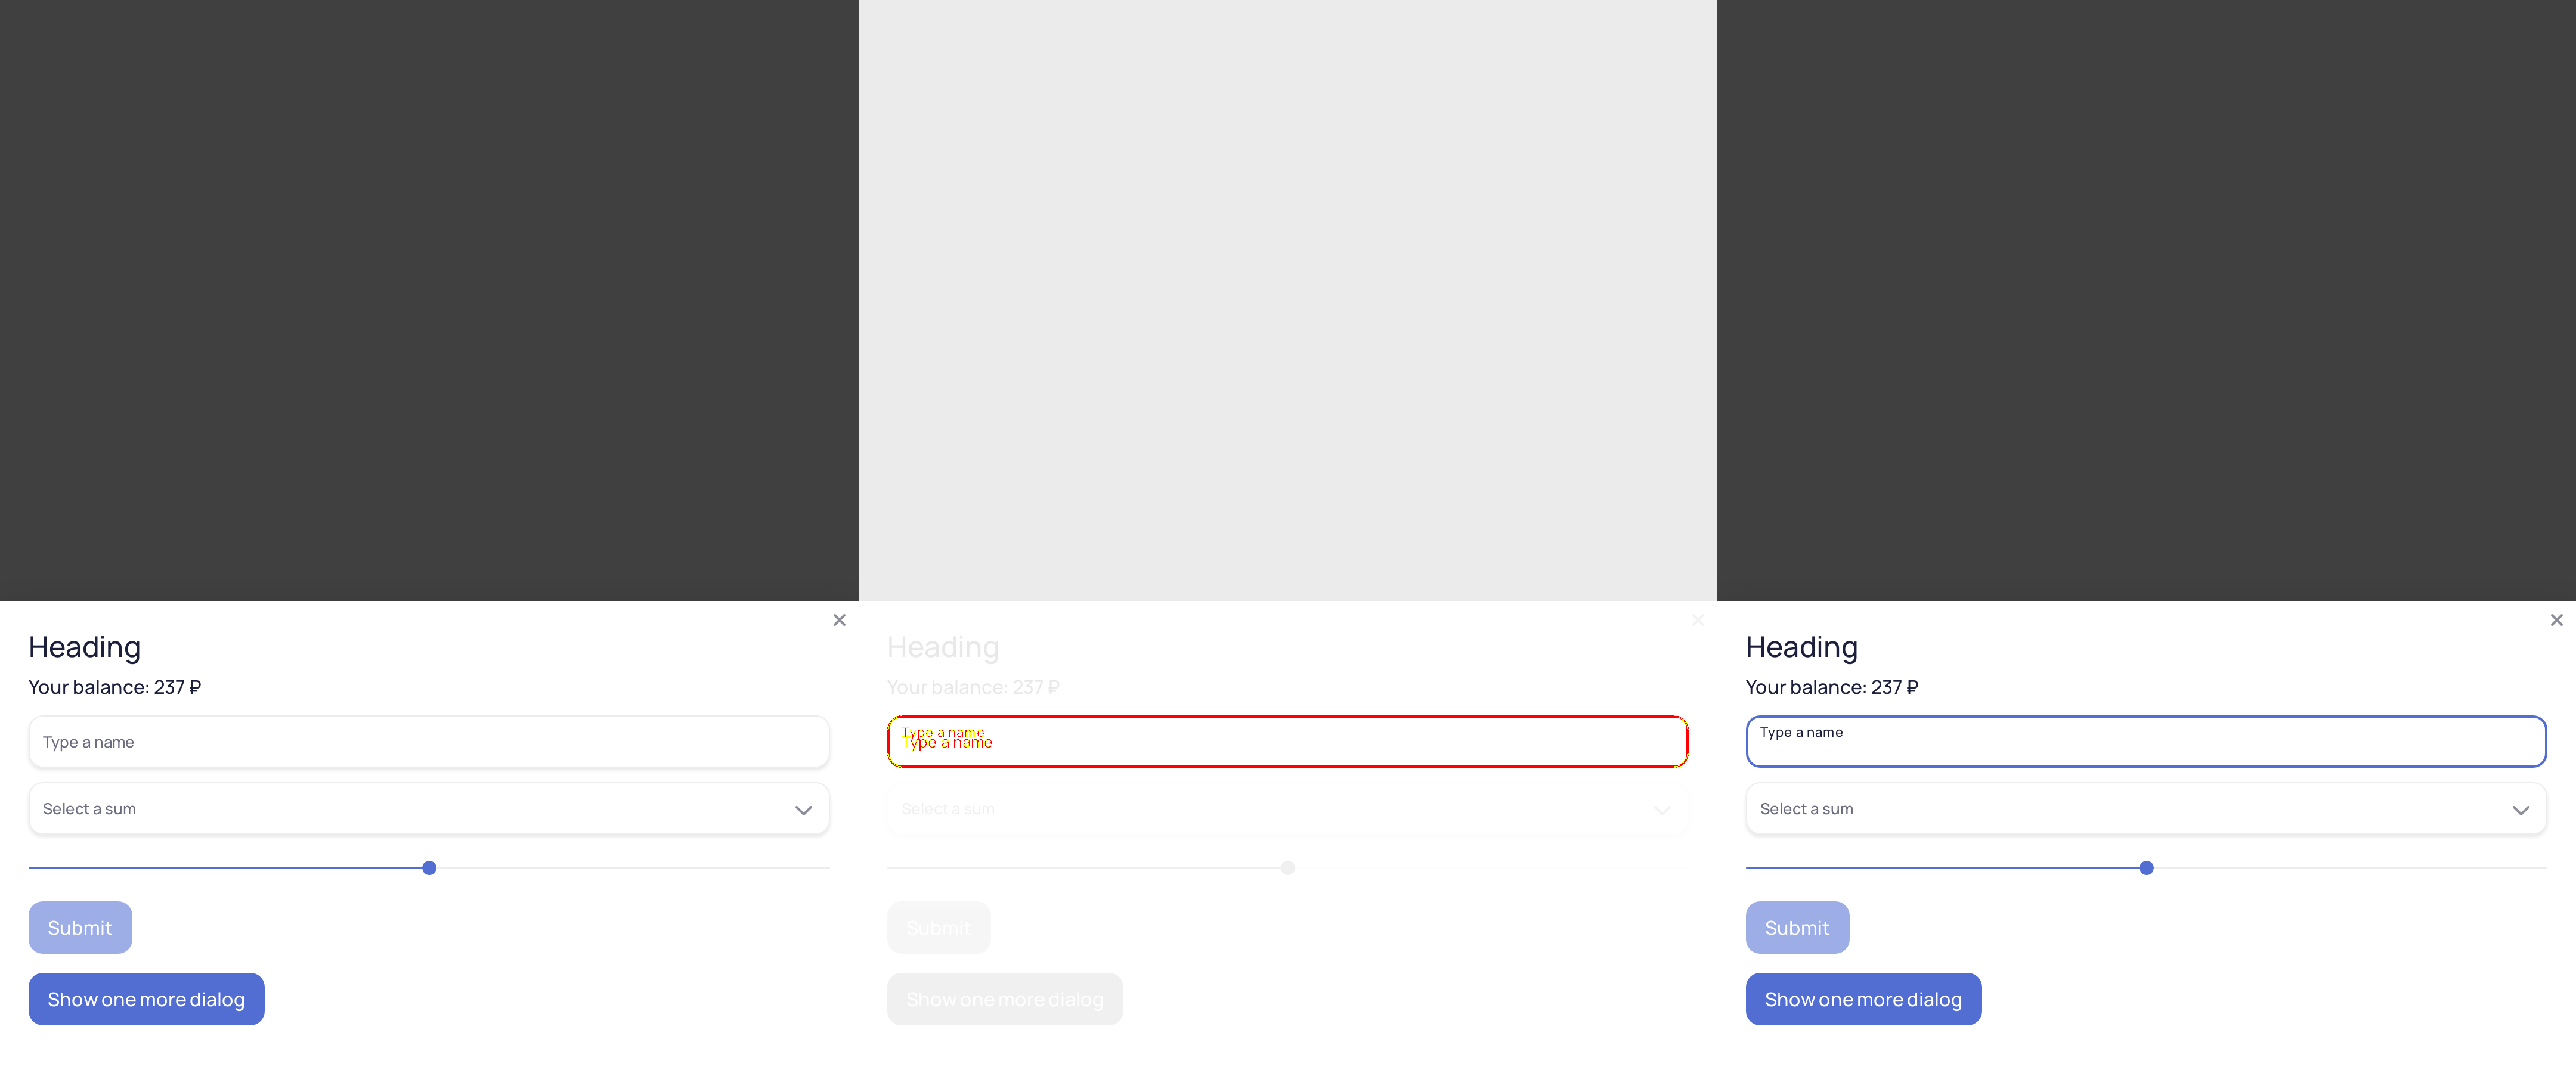 Heading
Your balance: 237 ₽
Type a name
Select a sum
Submit
Show one more dialog
Heading
Your balance: 237 ₽
Type a name
Type a name
Select a sum
Submit
Show one more dialog
Heading
Your balance: 237 ₽
Type a name
Select a sum
Submit
Show one more dialog